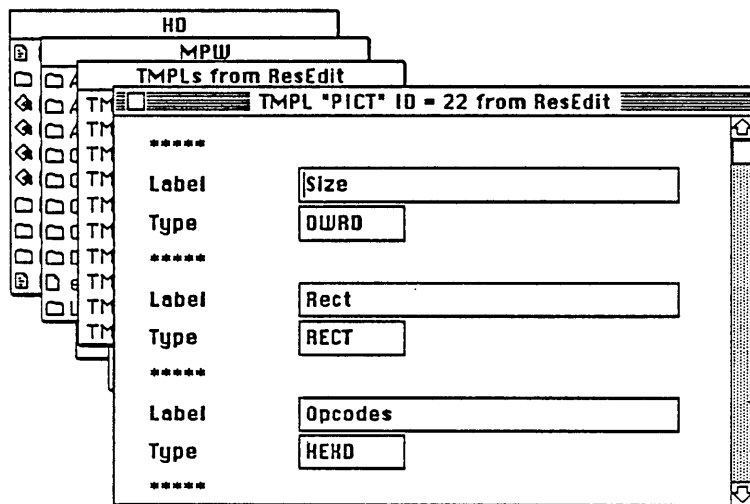 HD
MPW
TMPLs from ResEdit
TMPL "PICT" ID = 22 from ResEdit
*****
Label Size
Type DWRD
*****
Label Rect
Type RECT
*****
Label Opcodes
Type HEXD
*****